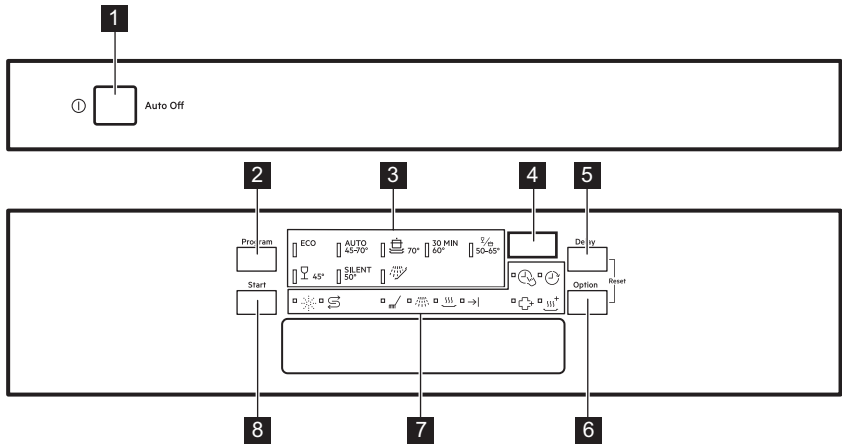 1
Auto Off
2
3
4
5
Program
ECO
AUTO
45-70°
70°
30 MIN
60°
50-65°
Delay
45°
SILENT
50°
Start
Option
Reset
8
7
6